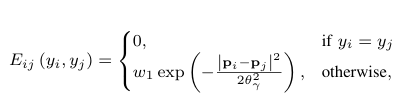 $E_{ij}(y_i, y_j) = \begin{cases} 0, & \text{if } y_i = y_j \\ w_1 \exp\left(-\frac{|\mathbf{p}_i - \mathbf{p}_j|^2}{2\theta_\gamma^2}\right), & \text{otherwise,} \end{cases}$